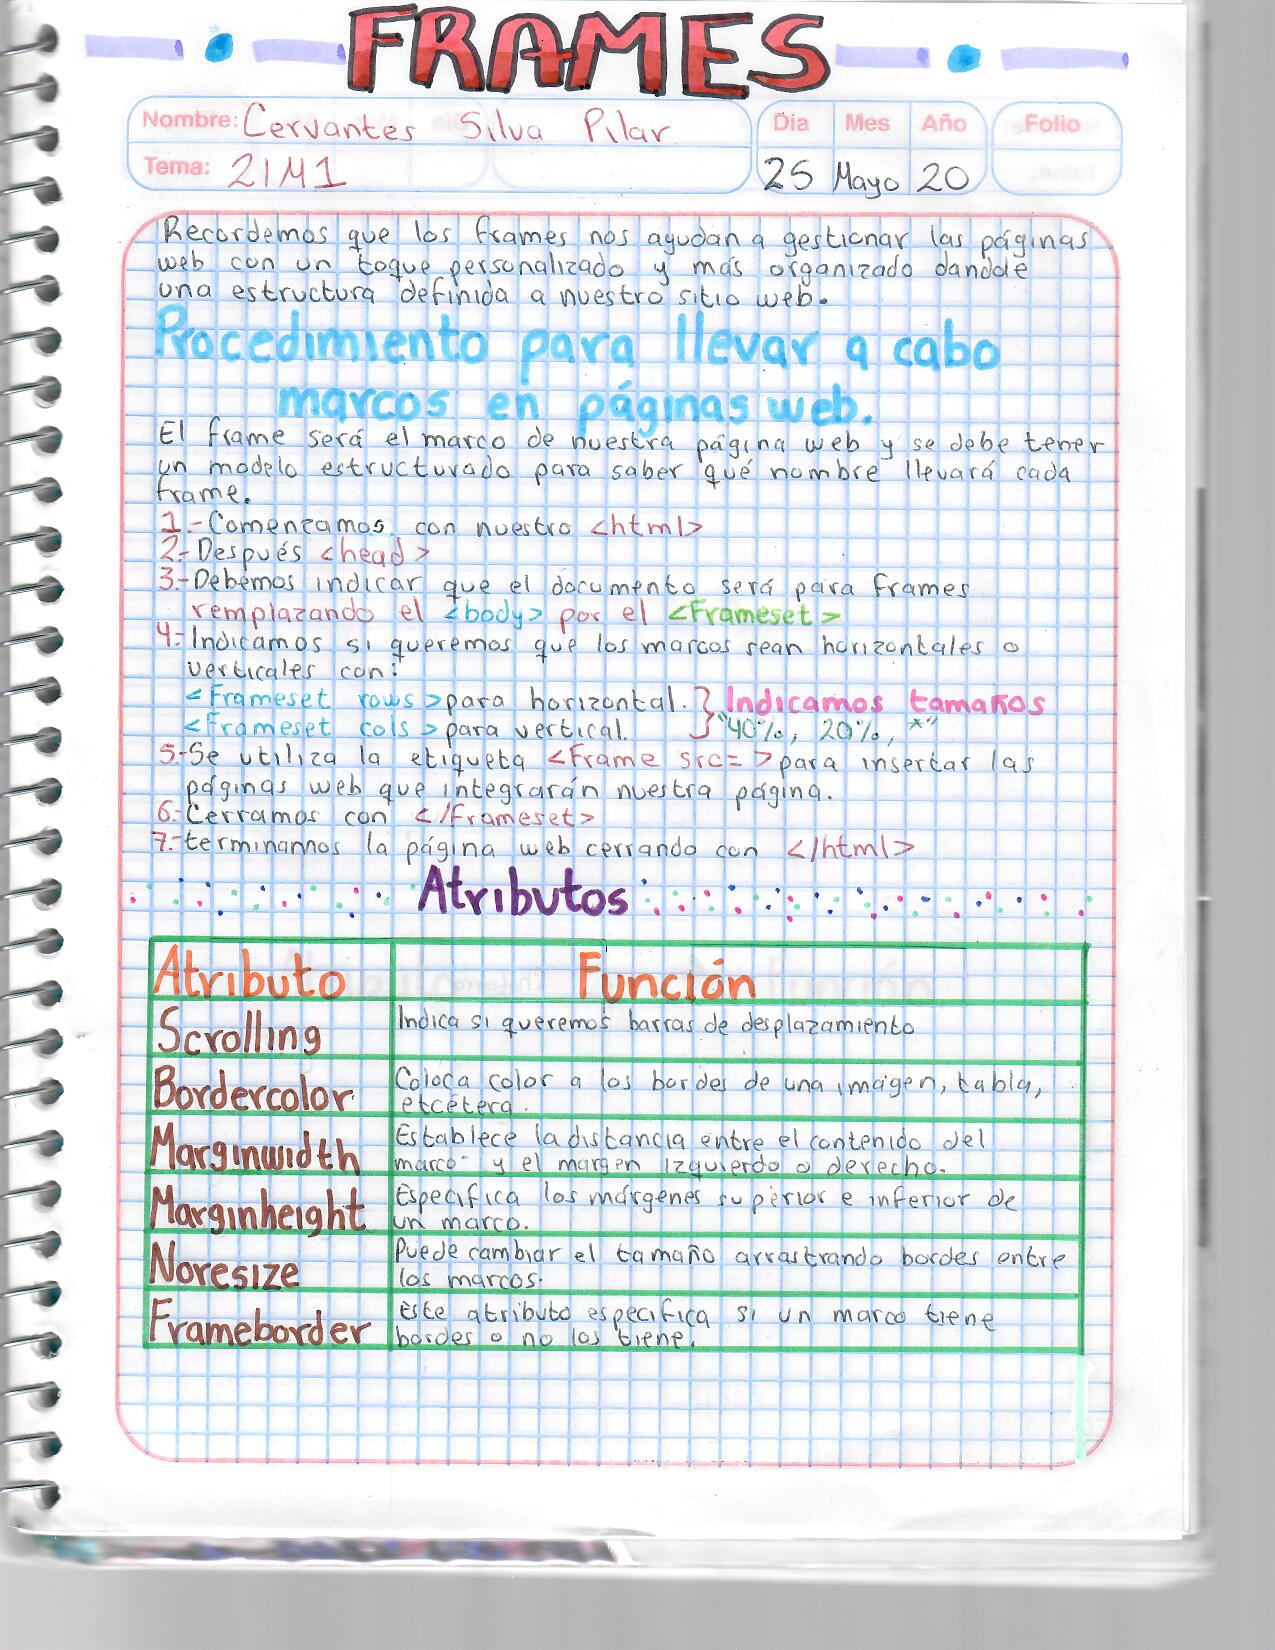 FRAMES
Nombre: Cervantes Silva Pilar Día Mes Año Folio
Tema: 21M1 25 Mayo 20
Recordemos que los frames nos ayudan a gestionar las páginas
web con un toque personalizado y más organizado dandole
una estructura definida a nuestro sitio web.
Procedimiento para llevar a cabo
marcos en páginas web.
El frame será el marco de nuestra página web y se debe tener
un modelo estructurado para saber qué nombre llevará cada
frame.
1.-Comenzamos con nuestro <html>
2.-Después <head>
3.-Debemos indicar que el documento será para frames
remplazando el <body> por el <Frameset>
4.-Indicamos si queremos que los marcos sean horizontales o
verticales con:
<Frameset rows>para horizontal. } Indicamos tamaños
<Frameset cols>para vertical. "40%, 20%, *"
5.-Se utiliza la etiqueta <Frame src= >para insertar las
páginas web que integrarán nuestra página.
6.-Cerramos con </Frameset>
7.-terminamos la página web cerrando con </html>
Atributos
Atributo Función
Scrolling Indica si queremos barras de desplazamiento
Bordercolor Coloca color a los bordes de una imágen, tabla,
etcétera.
Marginwidth Establece la distancia entre el contenido del
marco y el margen izquierdo o derecho.
Marginheight Especifica los márgenes superior e inferior de
un marco.
Noresize Puede cambiar el tamaño arrastrando bordes entre
los marcos.
Frameborder Este atributo especifica si un marco tiene
bordes o no los tiene.